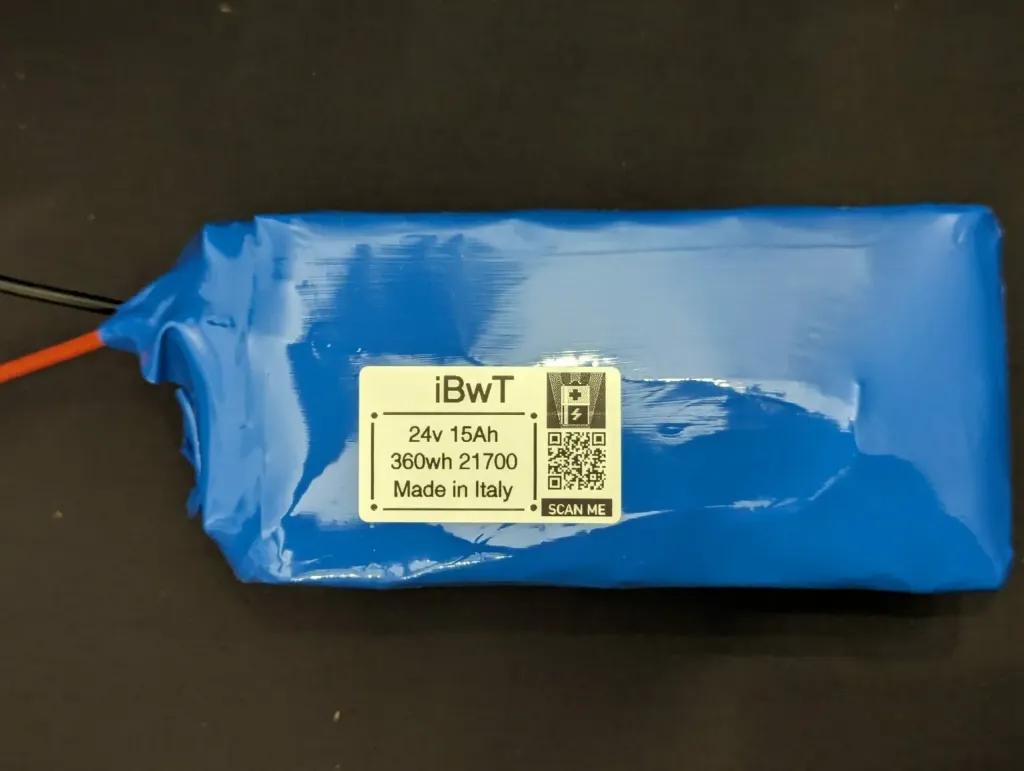 iBwT
24v 15Ah
360wh 21700
Made in Italy
SCAN ME